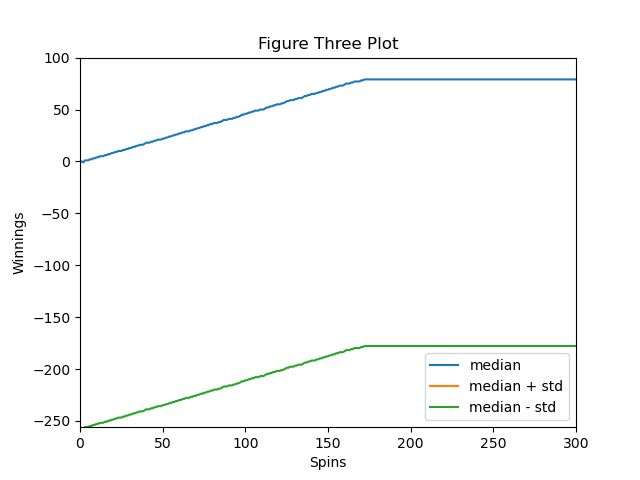 Figure Three Plot
100
50
0
−50
−100
−150
−200
−250
Winnings
median
median + std
median - std
0 50 100 150 200 250 300
Spins